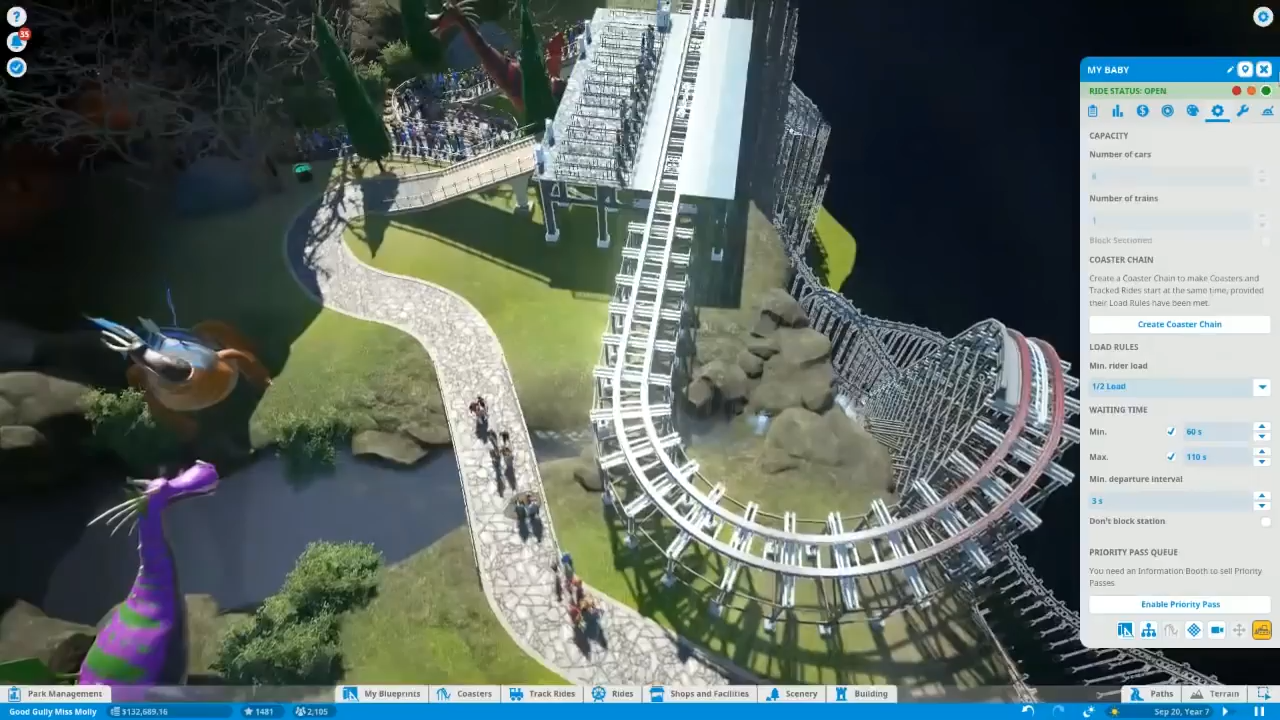 ?
35
MY BABY
RIDE STATUS: OPEN
CAPACITY
Number of cars
Number of trains
1
Block Sectioned
COASTER CHAIN
Create a Coaster Chain to make Coasters and
Tracked Rides start at the same time, provided
their Load Rules have been met.
Create Coaster Chain
LOAD RULES
Min. rider load
1/2 Load
WAITING TIME
Min. 60 s
Max. 110 s
Min. departure interval
3 s
Don't block station
PRIORITY PASS QUEUE
You need an Information Booth to sell Priority
Passes
Enable Priority Pass
Park Management
My Blueprints
Coasters
Track Rides
Rides
Shops and Facilities
Scenery
Building
Paths
Terrain
Good Gully Miss Molly
$132,689.16
1481
2,105
Sep 20, Year 7